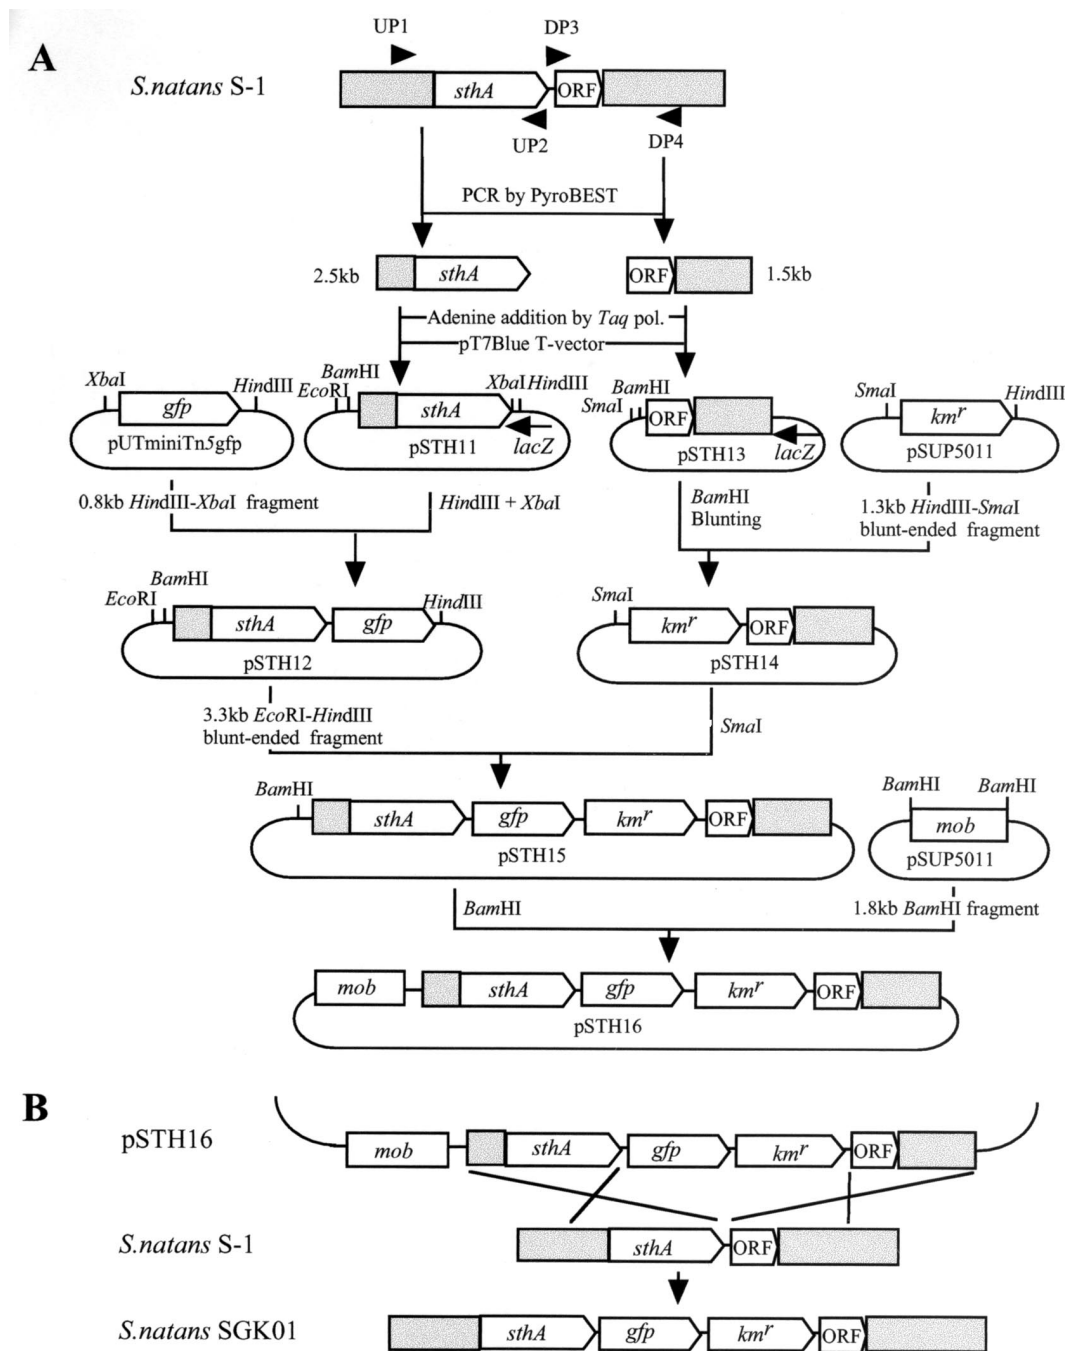 A
UP1
DP3
S.natans S-1
sthA
ORF
UP2
DP4
PCR by PyroBEST
2.5kb
sthA
ORF
1.5kb
Adenine addition by Taq pol.
pT7Blue T-vector
XbaI
HindIII
gfp
pUTminiTn5gfp
EcoRI
BamHI
XbaI
HindIII
sthA
pSTH11
lacZ
SmaI
BamHI
ORF
pSTH13
lacZ
SmaI
HindIII
kmr
pSUP5011
0.8kb HindIII-XbaI fragment
HindIII + XbaI
BamHI
Blunting
1.3kb HindIII-SmaI
blunt-ended fragment
EcoRI
BamHI
HindIII
sthA
gfp
pSTH12
SmaI
kmr
ORF
pSTH14
3.3kb EcoRI-HindIII
blunt-ended fragment
SmaI
BamHI
sthA
gfp
kmr
ORF
pSTH15
BamHI
BamHI
mob
pSUP5011
BamHI
1.8kb BamHI fragment
mob
sthA
gfp
kmr
ORF
pSTH16
B
pSTH16
mob
sthA
gfp
kmr
ORF
S.natans S-1
sthA
ORF
S.natans SGK01
sthA
gfp
kmr
ORF